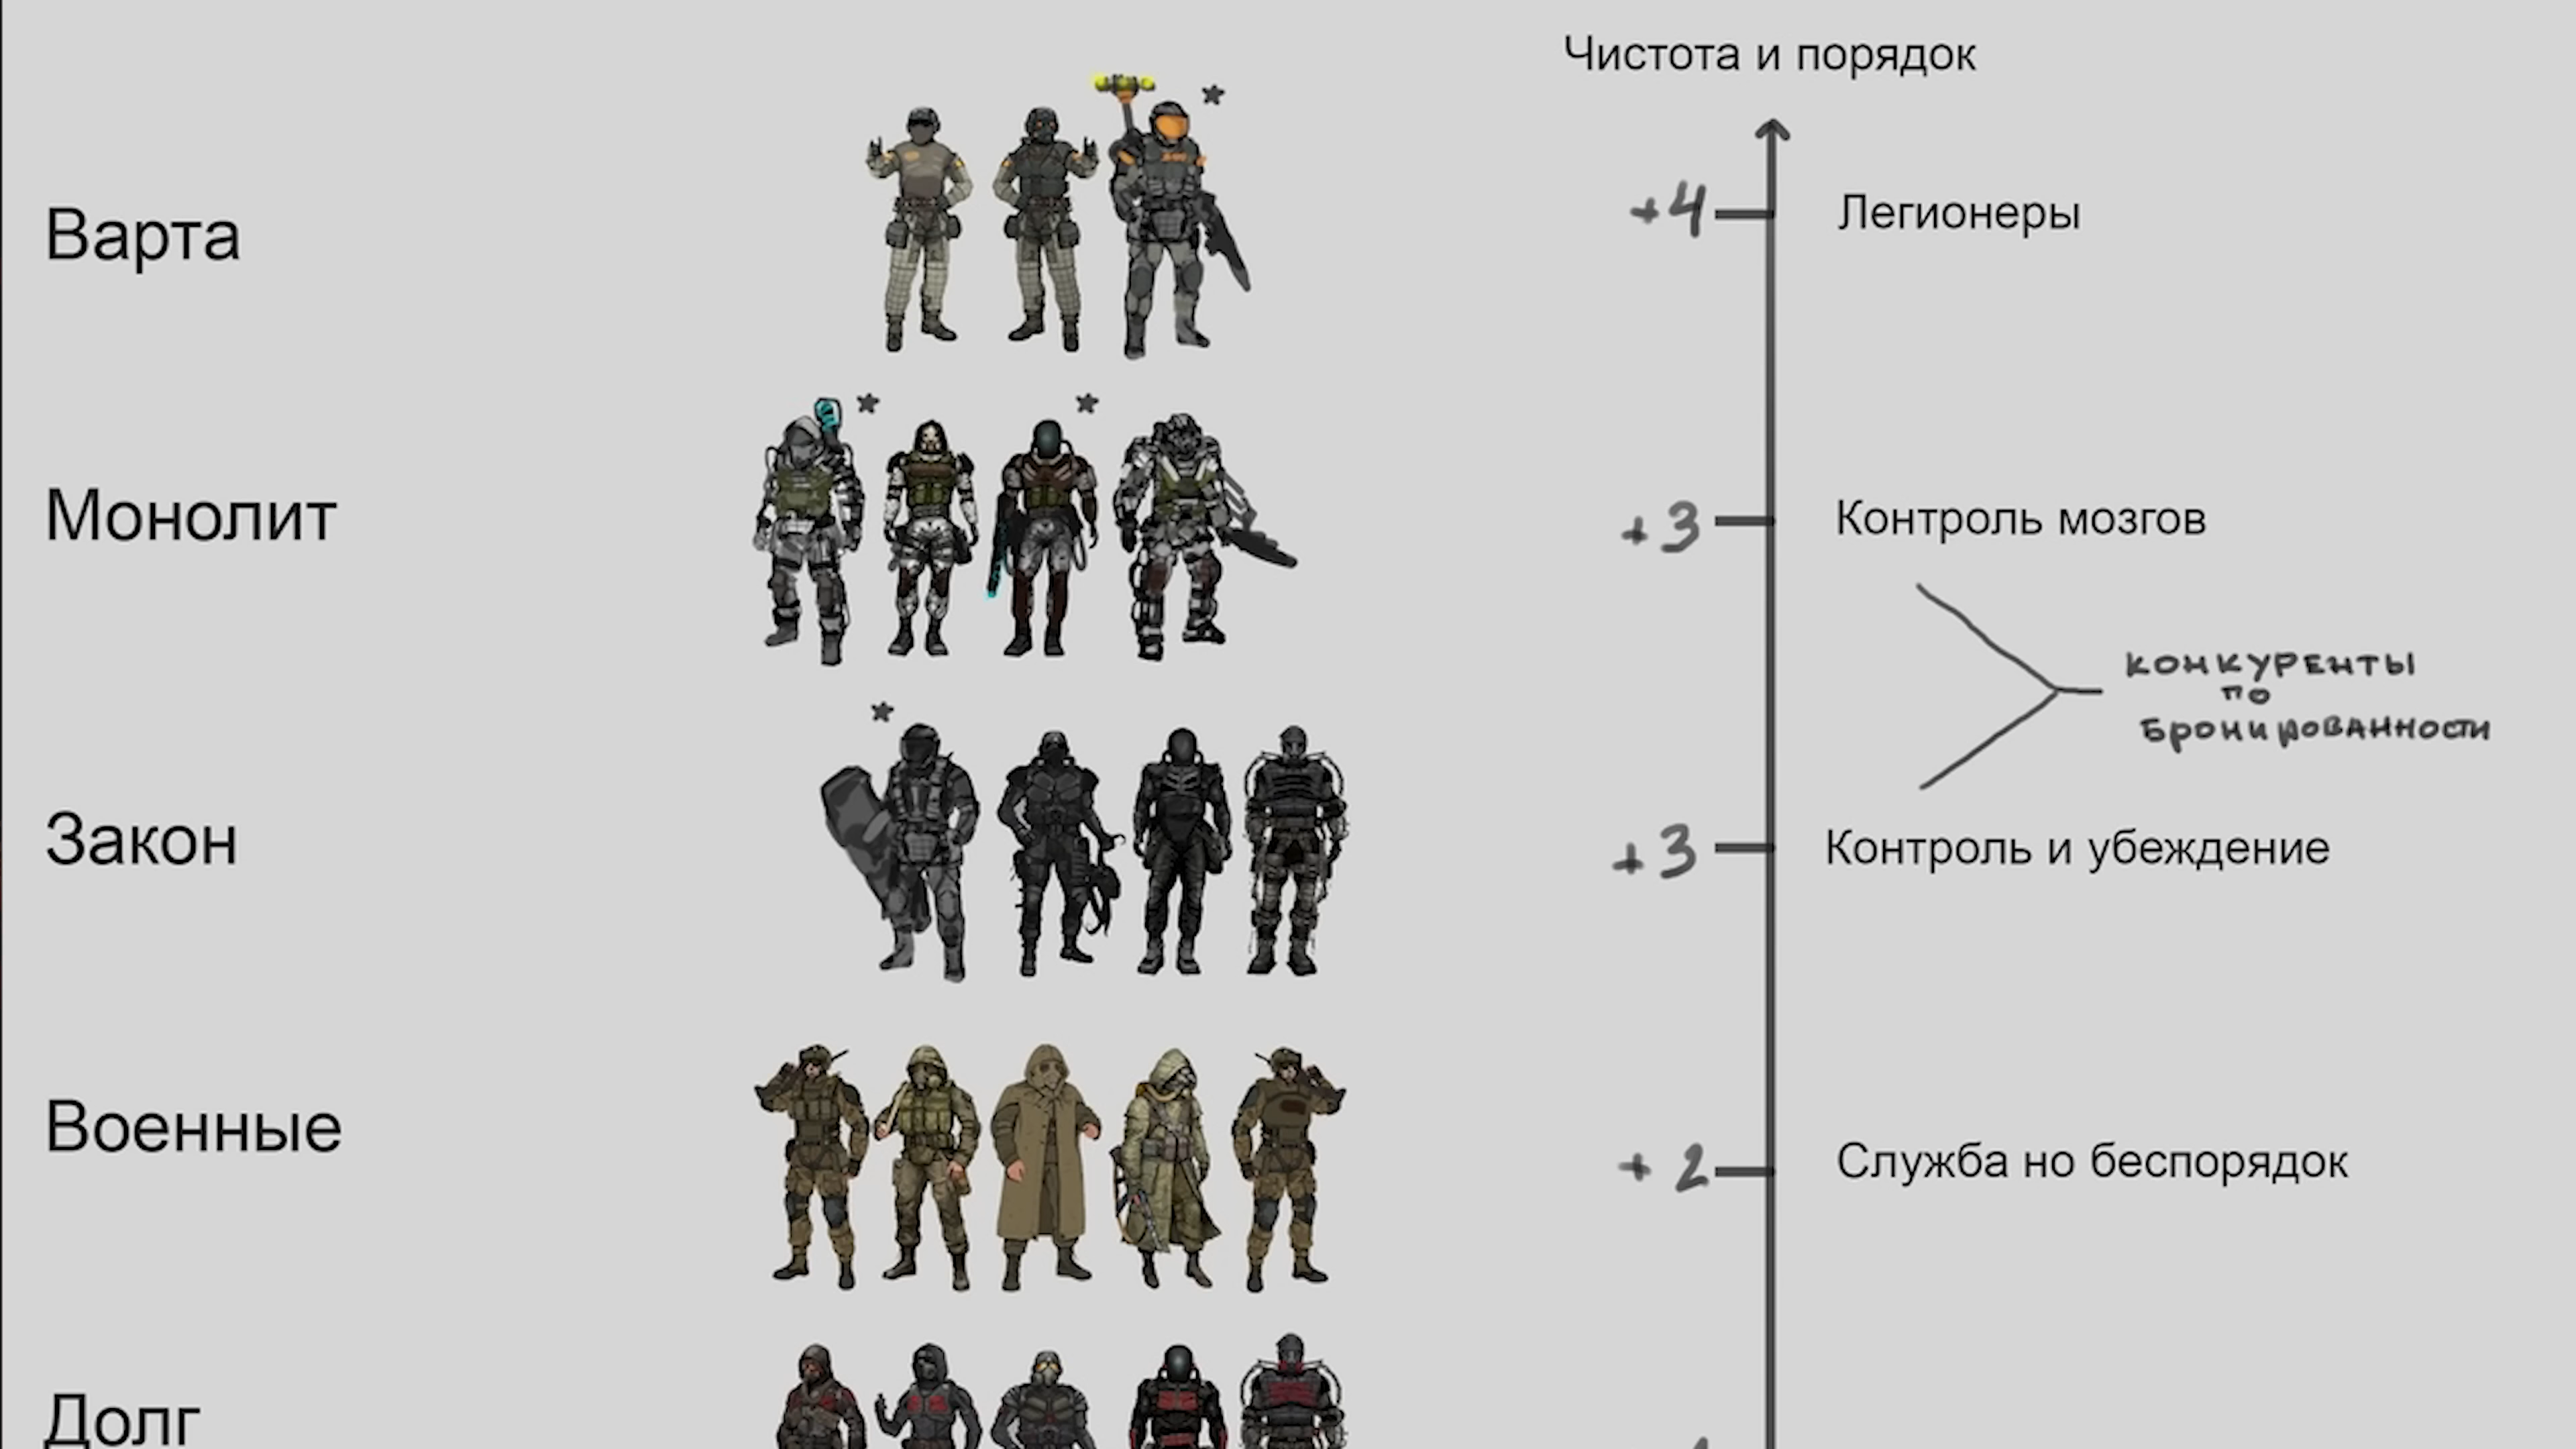 Чистота и порядок
Варта
+4
Легионеры
Монолит
+3
Контроль мозгов
конкуренты
по
бронированности
Закон
+3
Контроль и убеждение
Военные
+2
Служба но беспорядок
Долг